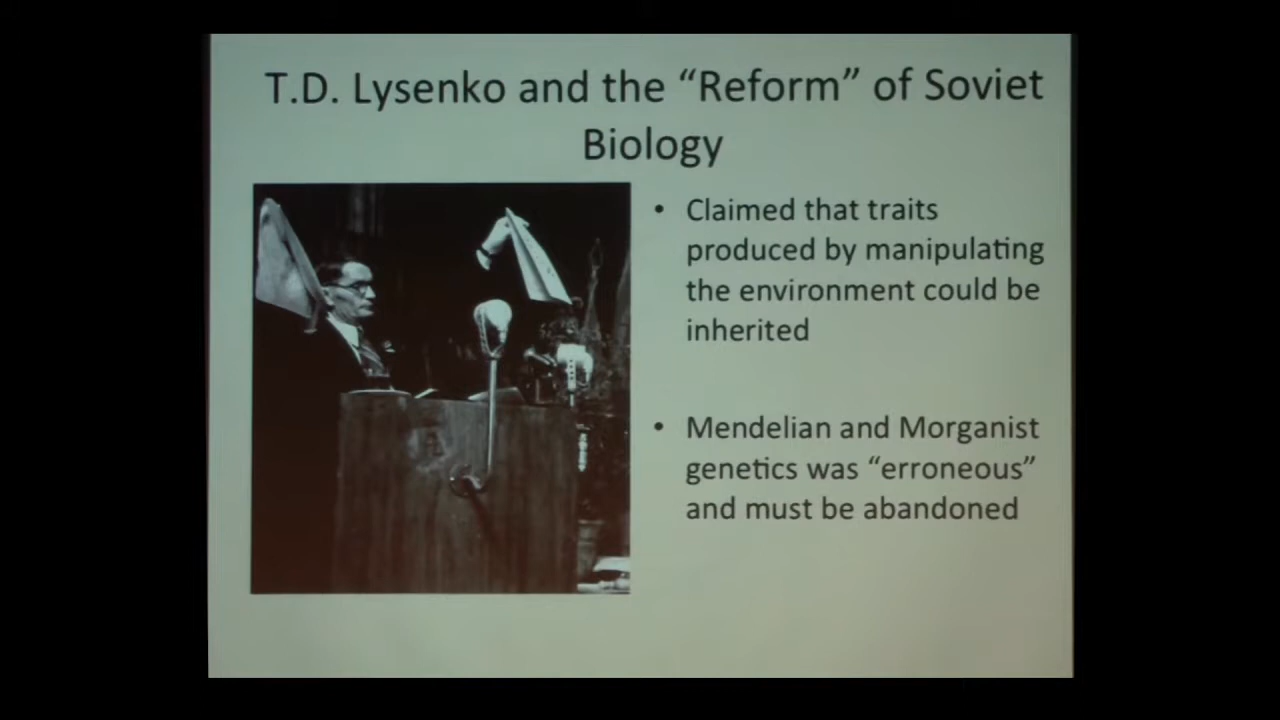 T.D. Lysenko and the “Reform” of Soviet
Biology
• Claimed that traits
produced by manipulating
the environment could be
inherited
• Mendelian and Morganist
genetics was “erroneous”
and must be abandoned